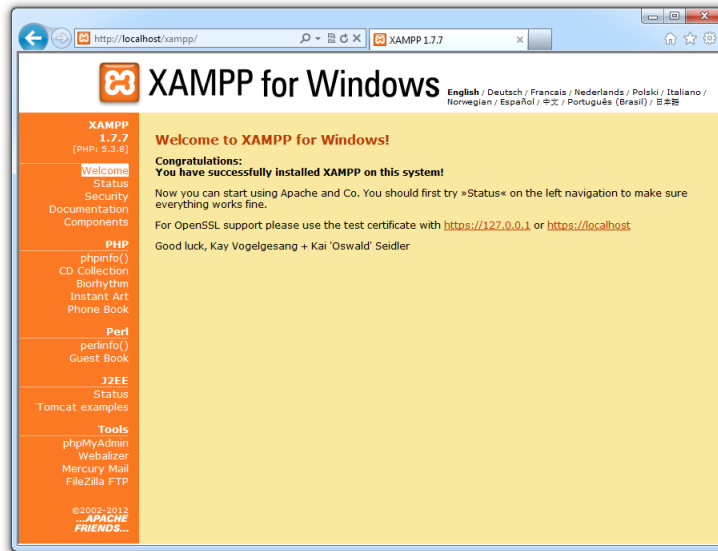 http://localhost/xampp/
XAMPP 1.7.7
XAMPP for Windows
English / Deutsch / Francais / Nederlands / Polski / Italiano /
Norwegian / Español / 中文 / Português (Brasil) / 日本語
XAMPP
1.7.7
[PHP: 5.3.8]
Welcome
Status
Security
Documentation
Components
PHP
phpinfo()
CD Collection
Biorhythm
Instant Art
Phone Book
Perl
perlinfo()
Guest Book
J2EE
Status
Tomcat examples
Tools
phpMyAdmin
Webalizer
Mercury Mail
FileZilla FTP
©2002-2012
...APACHE
FRIENDS...
Welcome to XAMPP for Windows!
Congratulations:
You have successfully installed XAMPP on this system!
Now you can start using Apache and Co. You should first try »Status« on the left navigation to make sure
everything works fine.
For OpenSSL support please use the test certificate with https://127.0.0.1 or https://localhost
Good luck, Kay Vogelgesang + Kai 'Oswald' Seidler